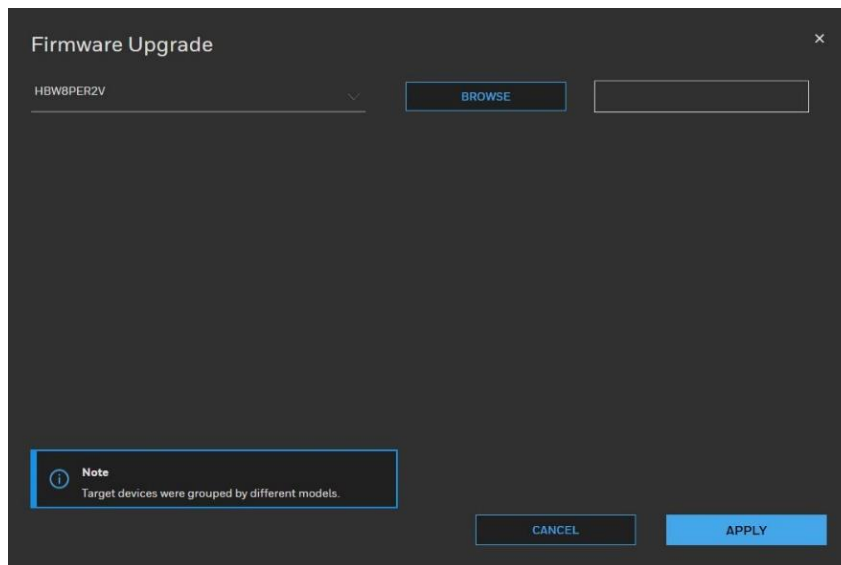 Firmware Upgrade
HBW8PER2V
BROWSE
Note
Target devices were grouped by different models.
CANCEL
APPLY